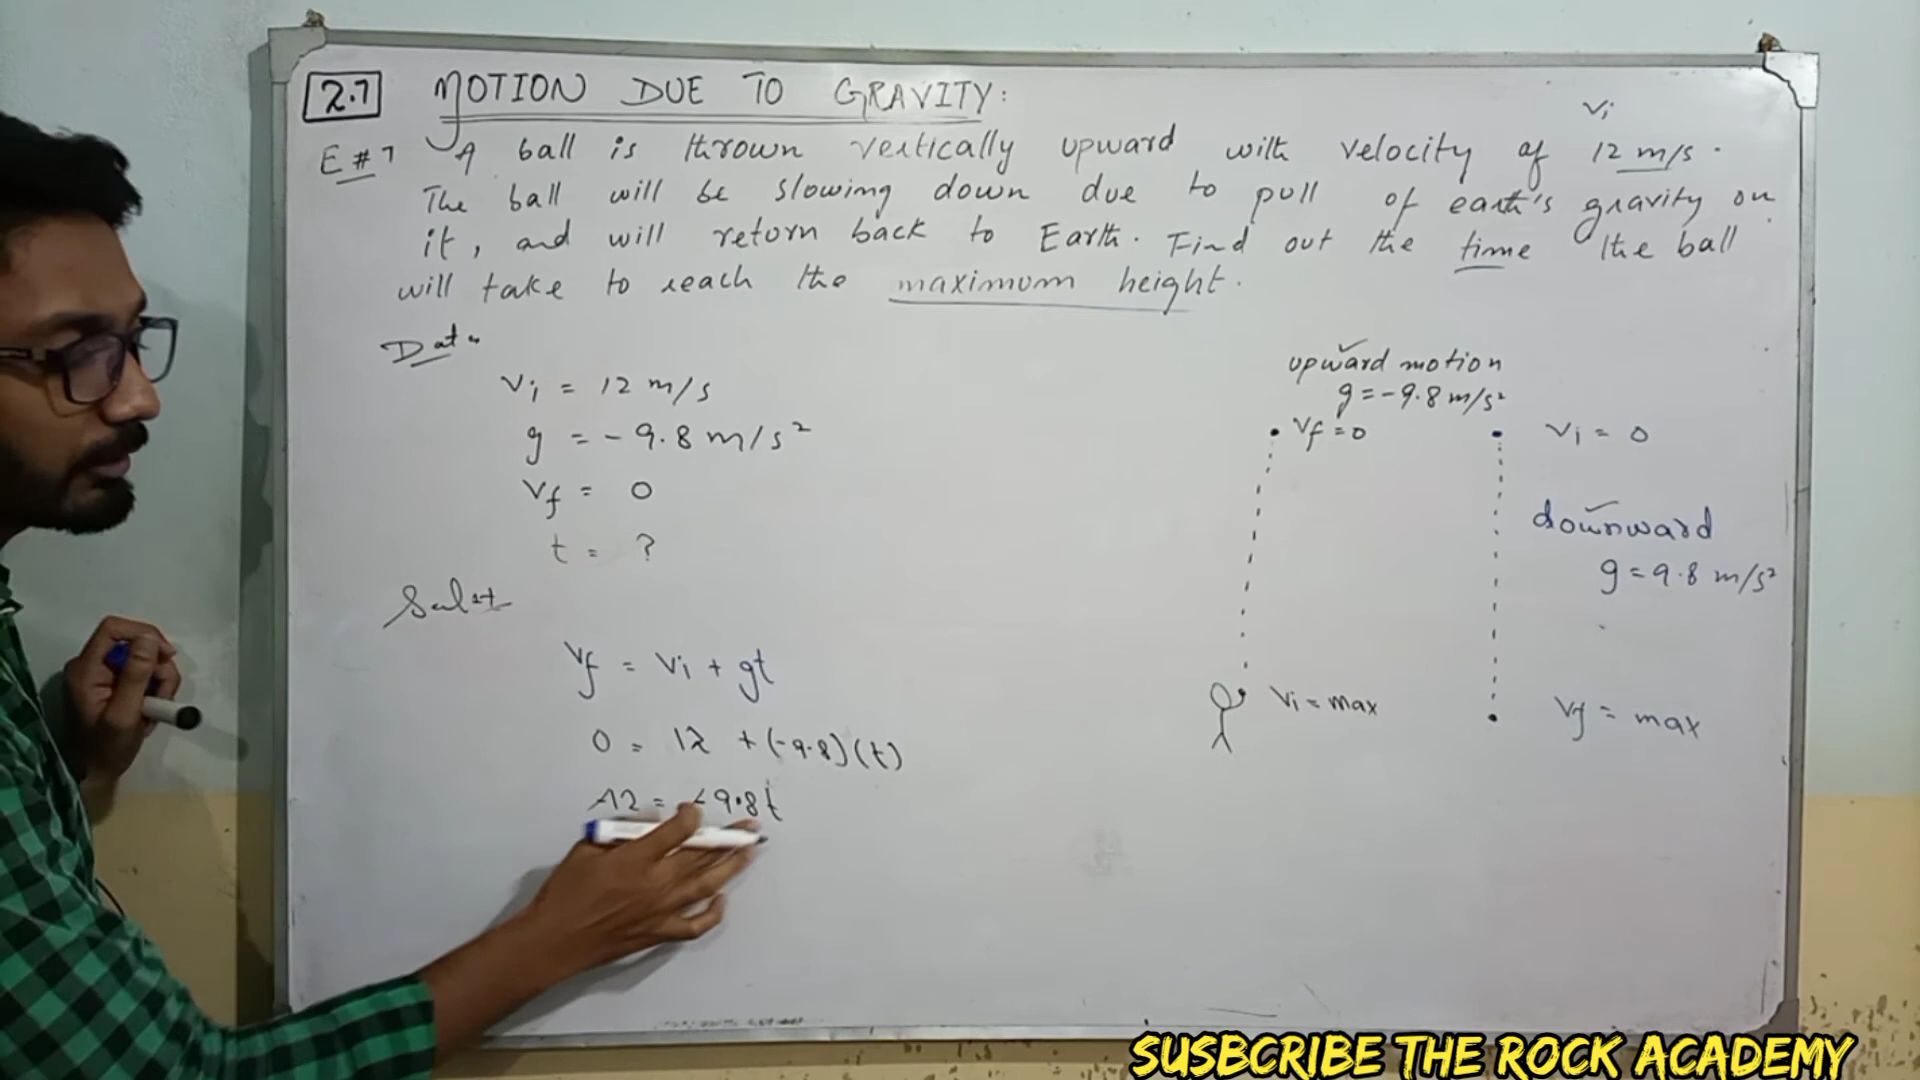 2.7 MOTION DUE TO GRAVITY:
Vi
E # 7 A ball is thrown vertically upward with velocity of 12 m/s.
The ball will be slowing down due to pull of earth's gravity on
it, and will return back to Earth. Find out the time the ball
will take to reach the maximum height.
Data
Vi = 12 m/s
g = -9.8 m/s²
Vf = 0
t = ?
Vf = Vi + gt
0 = 12 + (-9.8)(t)
-12 = -9.8t
upward motion
g = -9.8 m/s²
Vf = 0
Vi = 0
downward
g = 9.8 m/s²
Vi = max
Vf = max
SUSBCRIBE THE ROCK ACADEMY